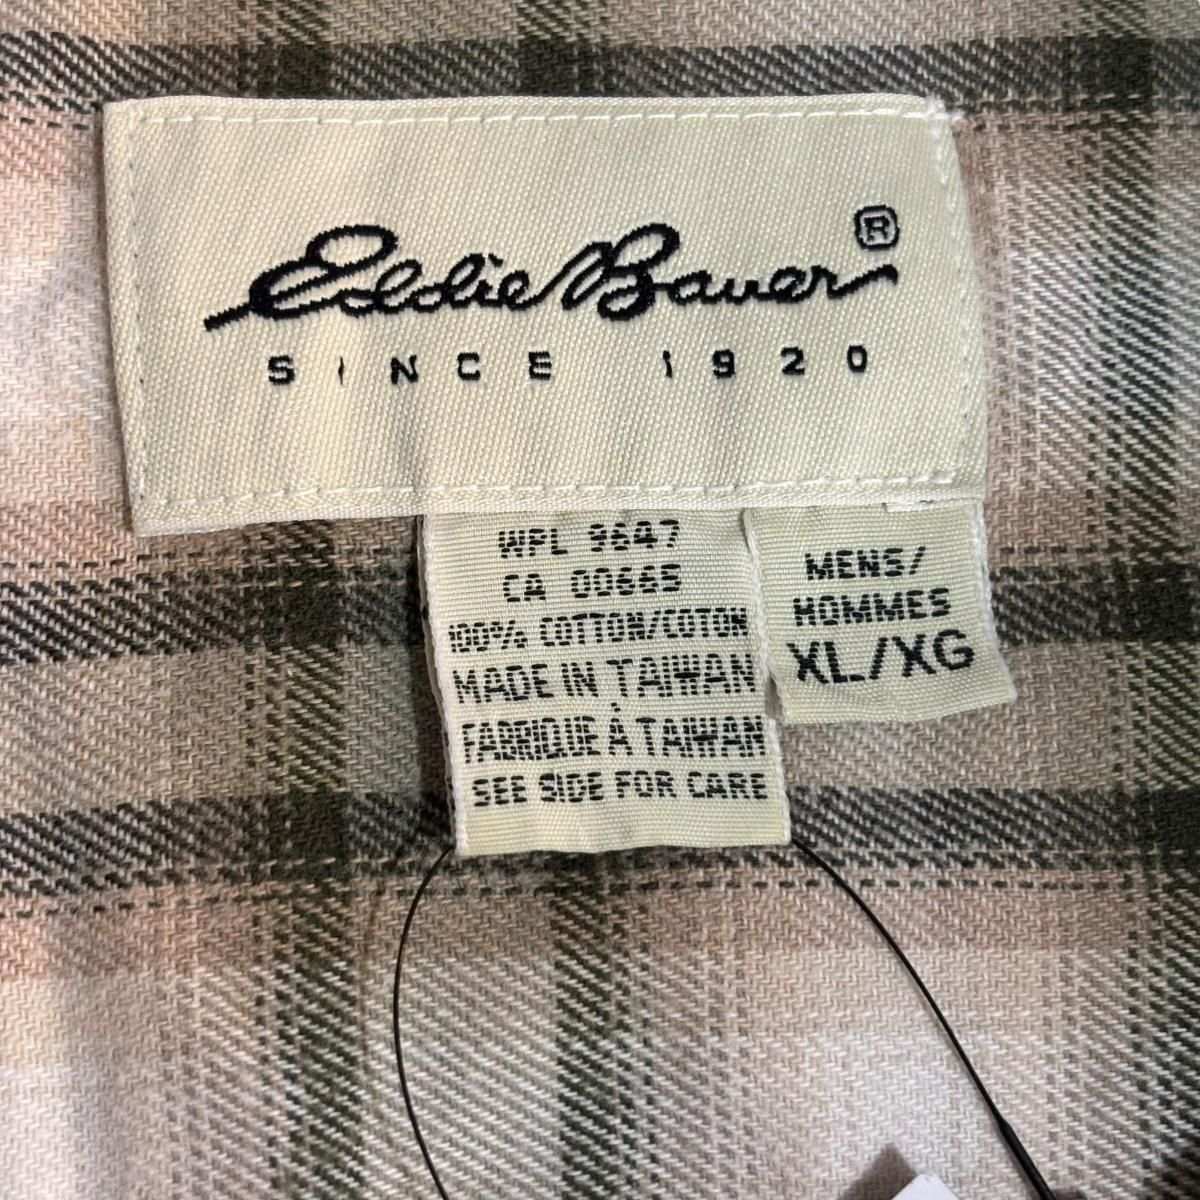 Eddie Bauer®
SINCE 1920
WPL 9647
CA 00665
100% COTTON/COTON
MADE IN TAIWAN
FABRIQUE À TAIWAN
SEE SIDE FOR CARE
MENS/
HOMMES
XL/XG